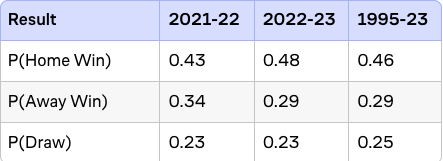 Result 2021-22 2022-23 1995-23
P(Home Win) 0.43 0.48 0.46
P(Away Win) 0.34 0.29 0.29
P(Draw) 0.23 0.23 0.25